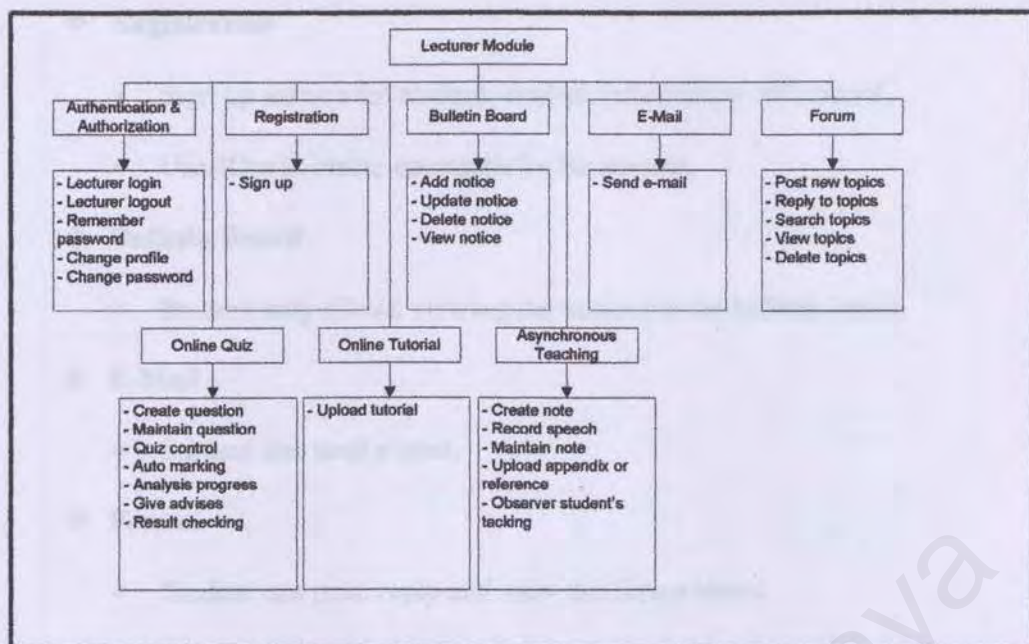 Lecturer Module
Authentication &
Authorization
Registration
Bulletin Board
E-Mail
Forum
- Lecturer login
- Lecturer logout
- Remember
password
- Change profile
- Change password
- Sign up
- Add notice
- Update notice
- Delete notice
- View notice
- Send e-mail
- Post new topics
- Reply to topics
- Search topics
- View topics
- Delete topics
Online Quiz
Online Tutorial
Asynchronous
Teaching
- Create question
- Maintain question
- Quiz control
- Auto marking
- Analysis progress
- Give advises
- Result checking
- Upload tutorial
- Create note
- Record speech
- Maintain note
- Upload appendix or
reference
- Observer student's
tacking